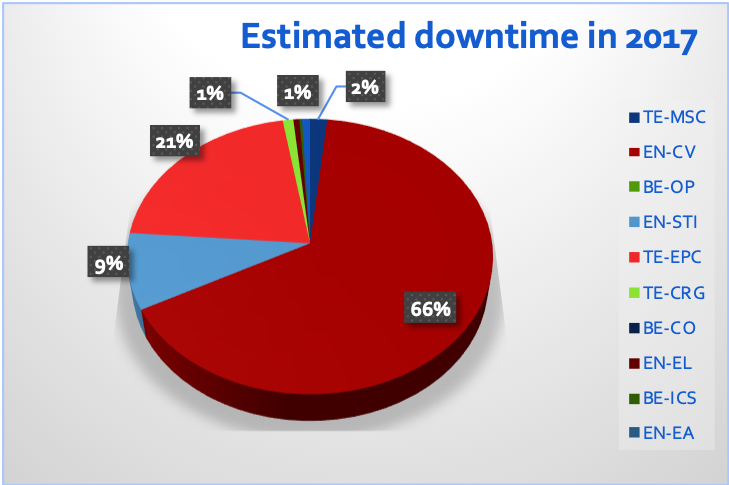 Estimated downtime in 2017
1%
1%
2%
21%
9%
66%
TE-MSC
EN-CV
BE-OP
EN-STI
TE-EPC
TE-CRG
BE-CO
EN-EL
BE-ICS
EN-EA